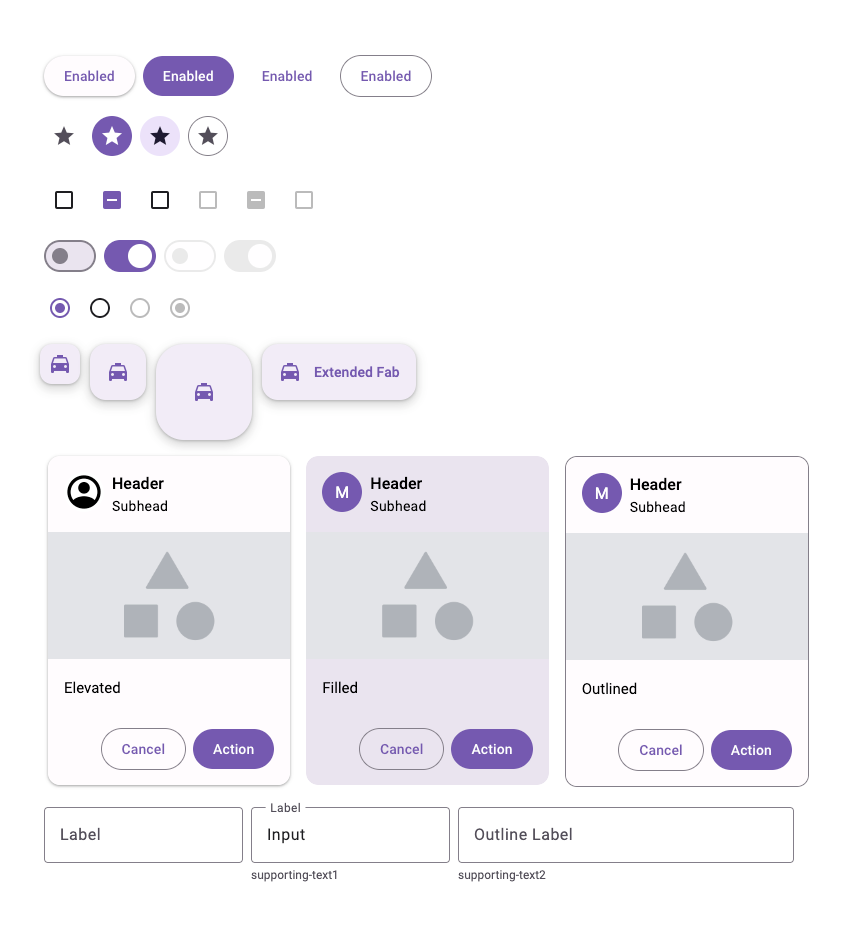 Enabled Enabled Enabled Enabled
Extended Fab
Header
Subhead
Elevated
Cancel Action
M
Header
Subhead
Filled
Cancel Action
M
Header
Subhead
Outlined
Cancel Action
Label
Label
Input
supporting-text1
Outline Label
supporting-text2